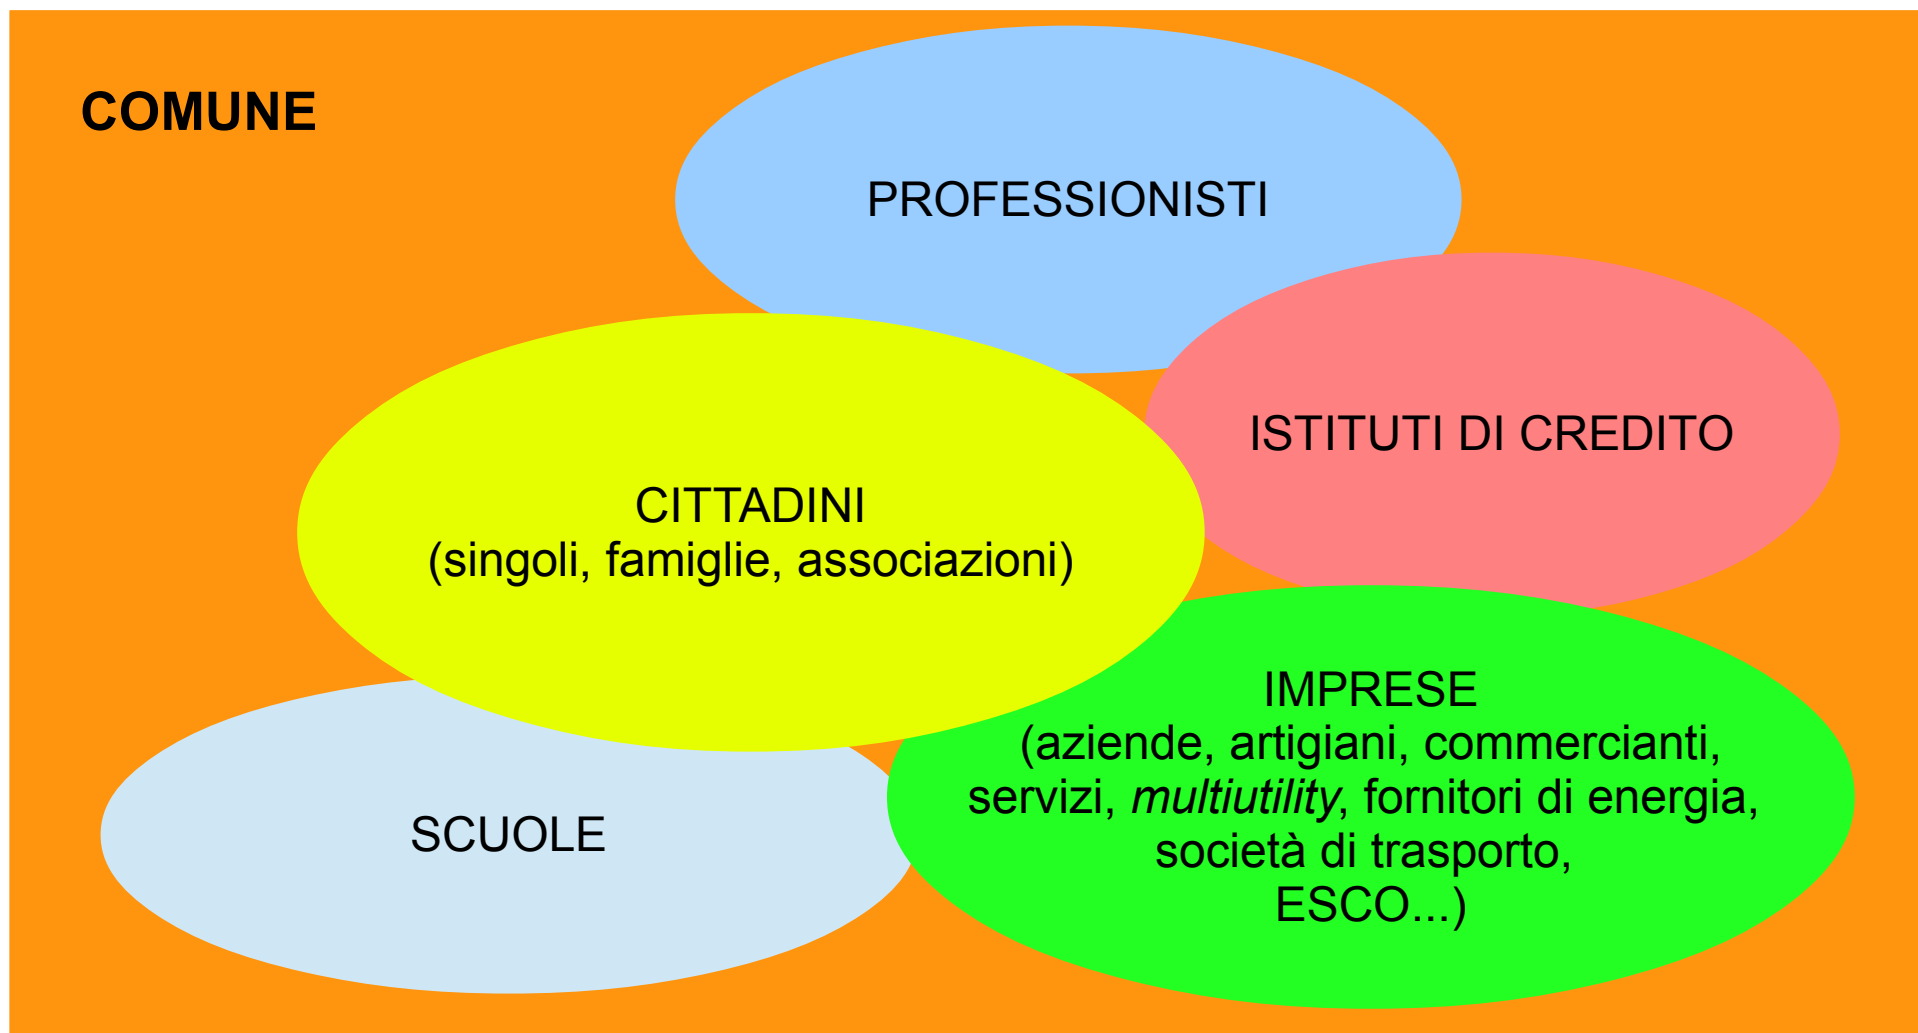 COMUNE
PROFESSIONISTI
ISTITUTI DI CREDITO
CITTADINI
(singoli, famiglie, associazioni)
IMPRESE
(aziende, artigiani, commercianti,
servizi, multiutility, fornitori di energia,
società di trasporto,
ESCO...)
SCUOLE